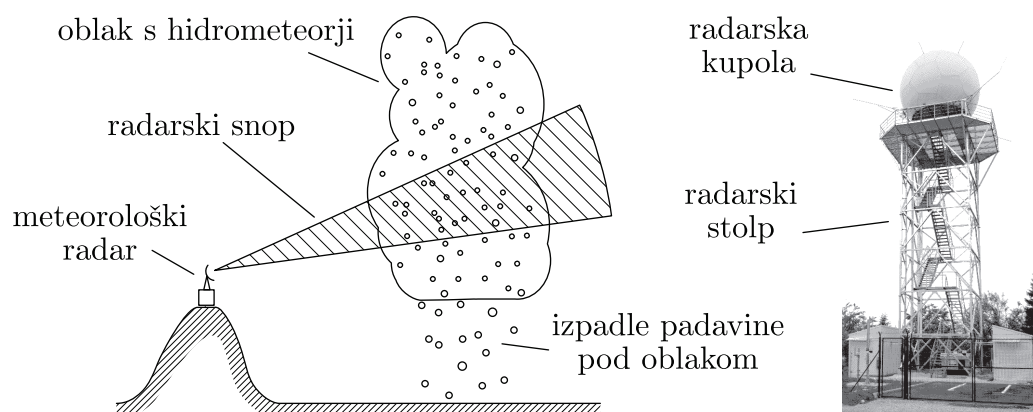 oblak s hidrometeorji
radarski snop
meteorološki
radar
izpadle padavine
pod oblakom
radarska
kupola
radarski
stolp